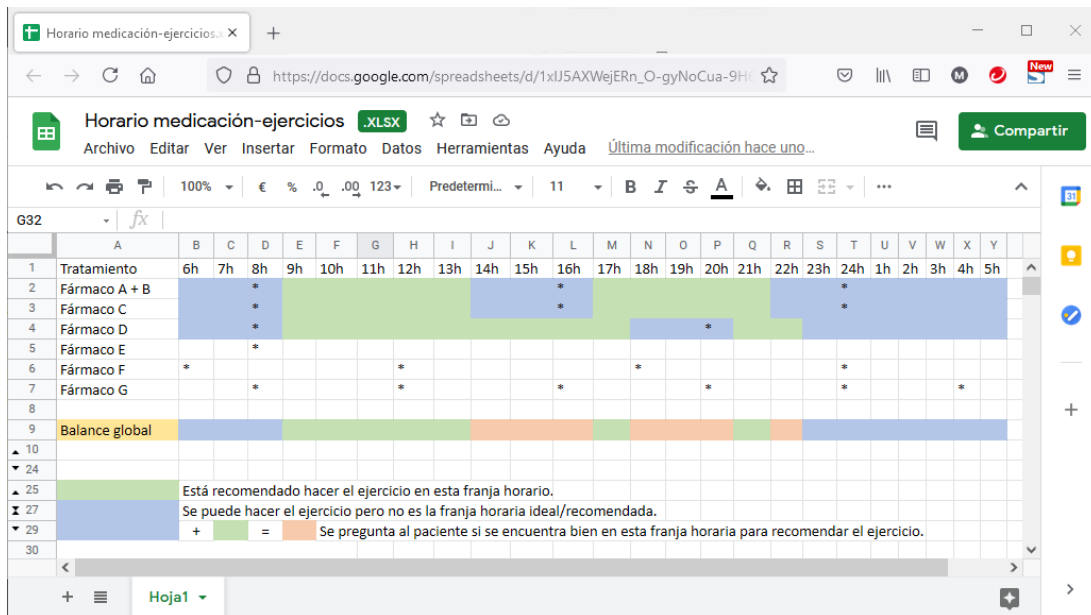 Horario medicación-ejercicios.x
https://docs.google.com/spreadsheets/d/1xIJ5AXWejERn_O-gyNoCua-9H
New
Horario medicación-ejercicios .XLSX
Compartir
Archivo Editar Ver Insertar Formato Datos Herramientas Ayuda Última modificación hace uno...
100% € % .0 .00 123 Predetermi... 11 B I S A ...
G32 fx
A B C D E F G H I J K L M N O P Q R S T U V W X Y
1 Tratamiento 6h 7h 8h 9h 10h 11h 12h 13h 14h 15h 16h 17h 18h 19h 20h 21h 22h 23h 24h 1h 2h 3h 4h 5h
2 Fármaco A + B * * *
3 Fármaco C * * *
4 Fármaco D * *
5 Fármaco E *
6 Fármaco F * * * *
7 Fármaco G * * * * * *
8
9 Balance global
10
24
25 Está recomendado hacer el ejercicio en esta franja horario.
27 Se puede hacer el ejercicio pero no es la franja horaria ideal/recomendada.
29 + = Se pregunta al paciente si se encuentra bien en esta franja horaria para recomendar el ejercicio.
30
Hoja1
31